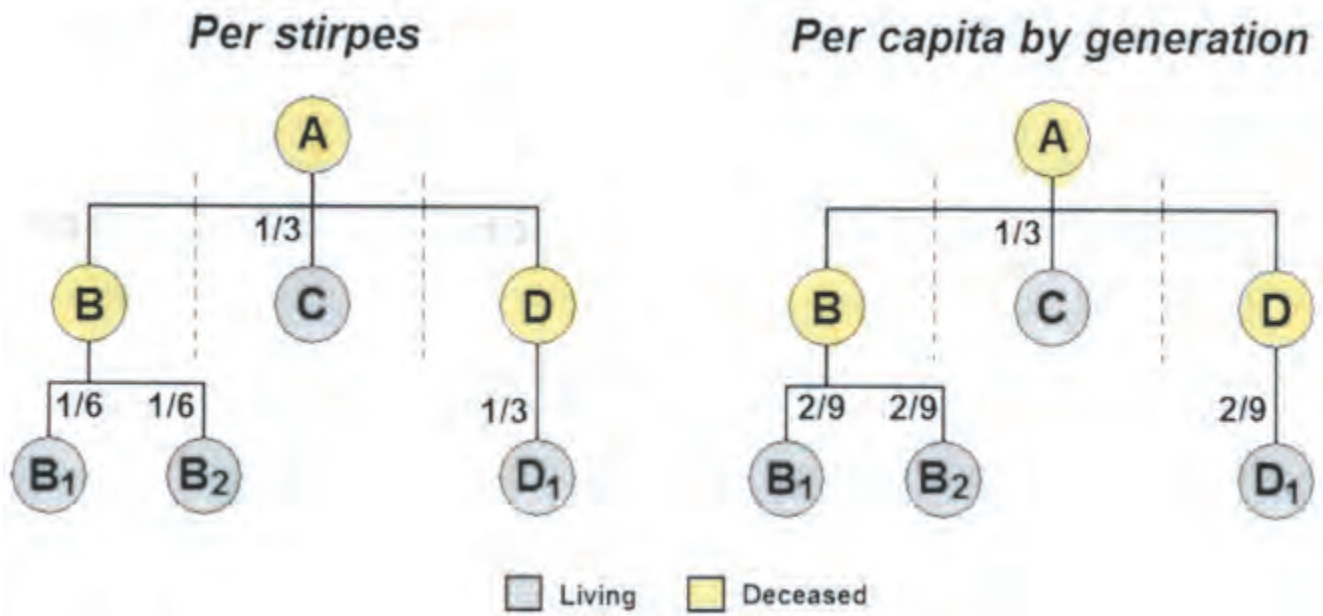 Per stirpes
Per capita by generation
A
1/3
B
C
D
1/6
1/6
1/3
B1
B2
D1
A
1/3
B
C
D
2/9
2/9
2/9
B1
B2
D1
Living
Deceased